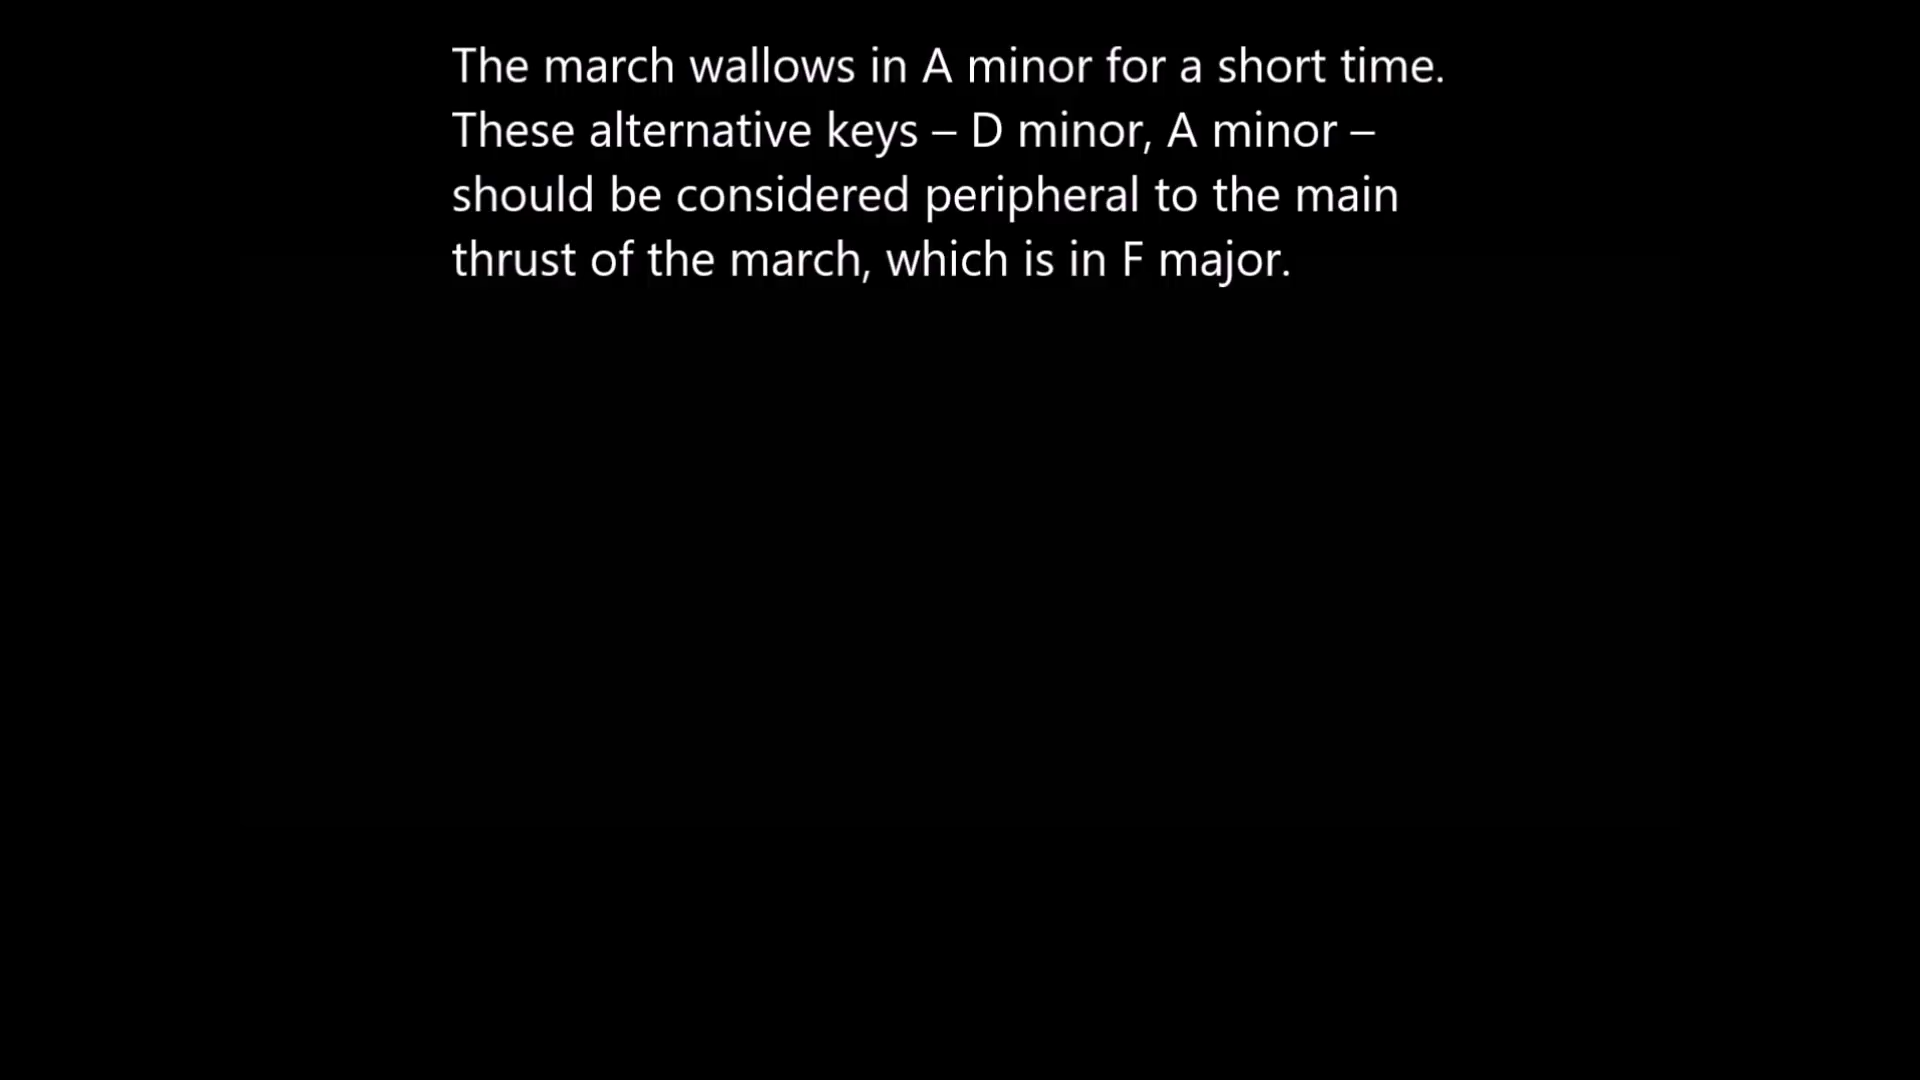 The march wallows in A minor for a short time.
These alternative keys – D minor, A minor –
should be considered peripheral to the main
thrust of the march, which is in F major.